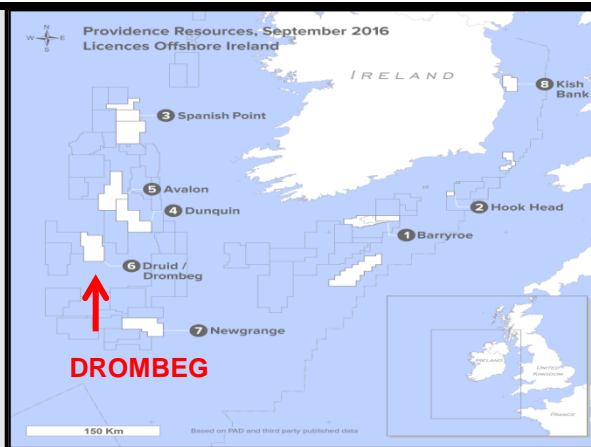 Providence Resources, September 2016
Licences Offshore Ireland
N
W E
S
IRELAND
8 Kish
Bank
3 Spanish Point
5 Avalon
4 Dunquin
2 Hook Head
1 Barryroe
6 Druid /
Drombeg
7 Newgrange
DROMBEG
IRELAND
UNITED
KINGDOM
FRANCE
150 Km
Based on PAD and third party published data